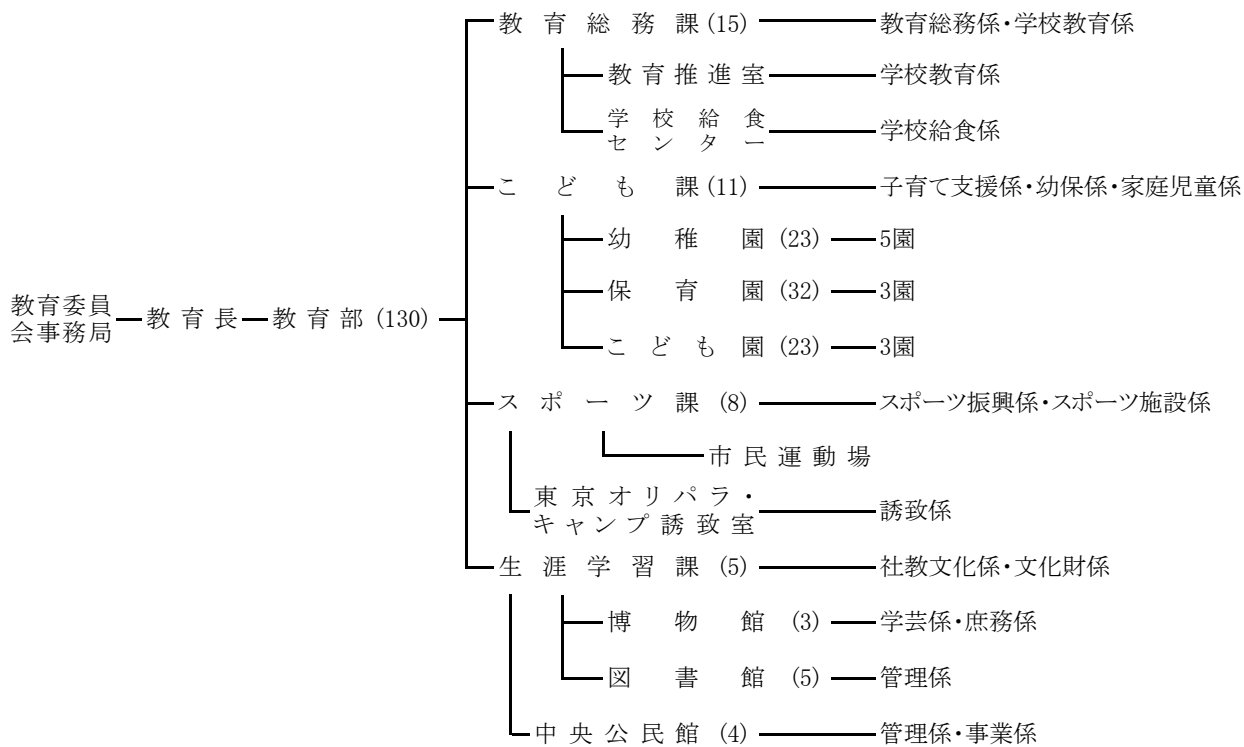 教育総務課(15) 教育総務係・学校教育係
教育推進室 学校教育係
学校給食
センター 学校給食係
こども課(11) 子育て支援係・幼保係・家庭児童係
幼稚園(23) 5園
保育園(32) 3園
教育委員
会事務局 教育長 教育部(130)
こども園(23) 3園
スポーツ課(8) スポーツ振興係・スポーツ施設係
市民運動場
東京オリパラ・
キャンプ誘致室 誘致係
生涯学習課(5) 社教文化係・文化財係
博物館(3) 学芸係・庶務係
図書館(5) 管理係
中央公民館(4) 管理係・事業係